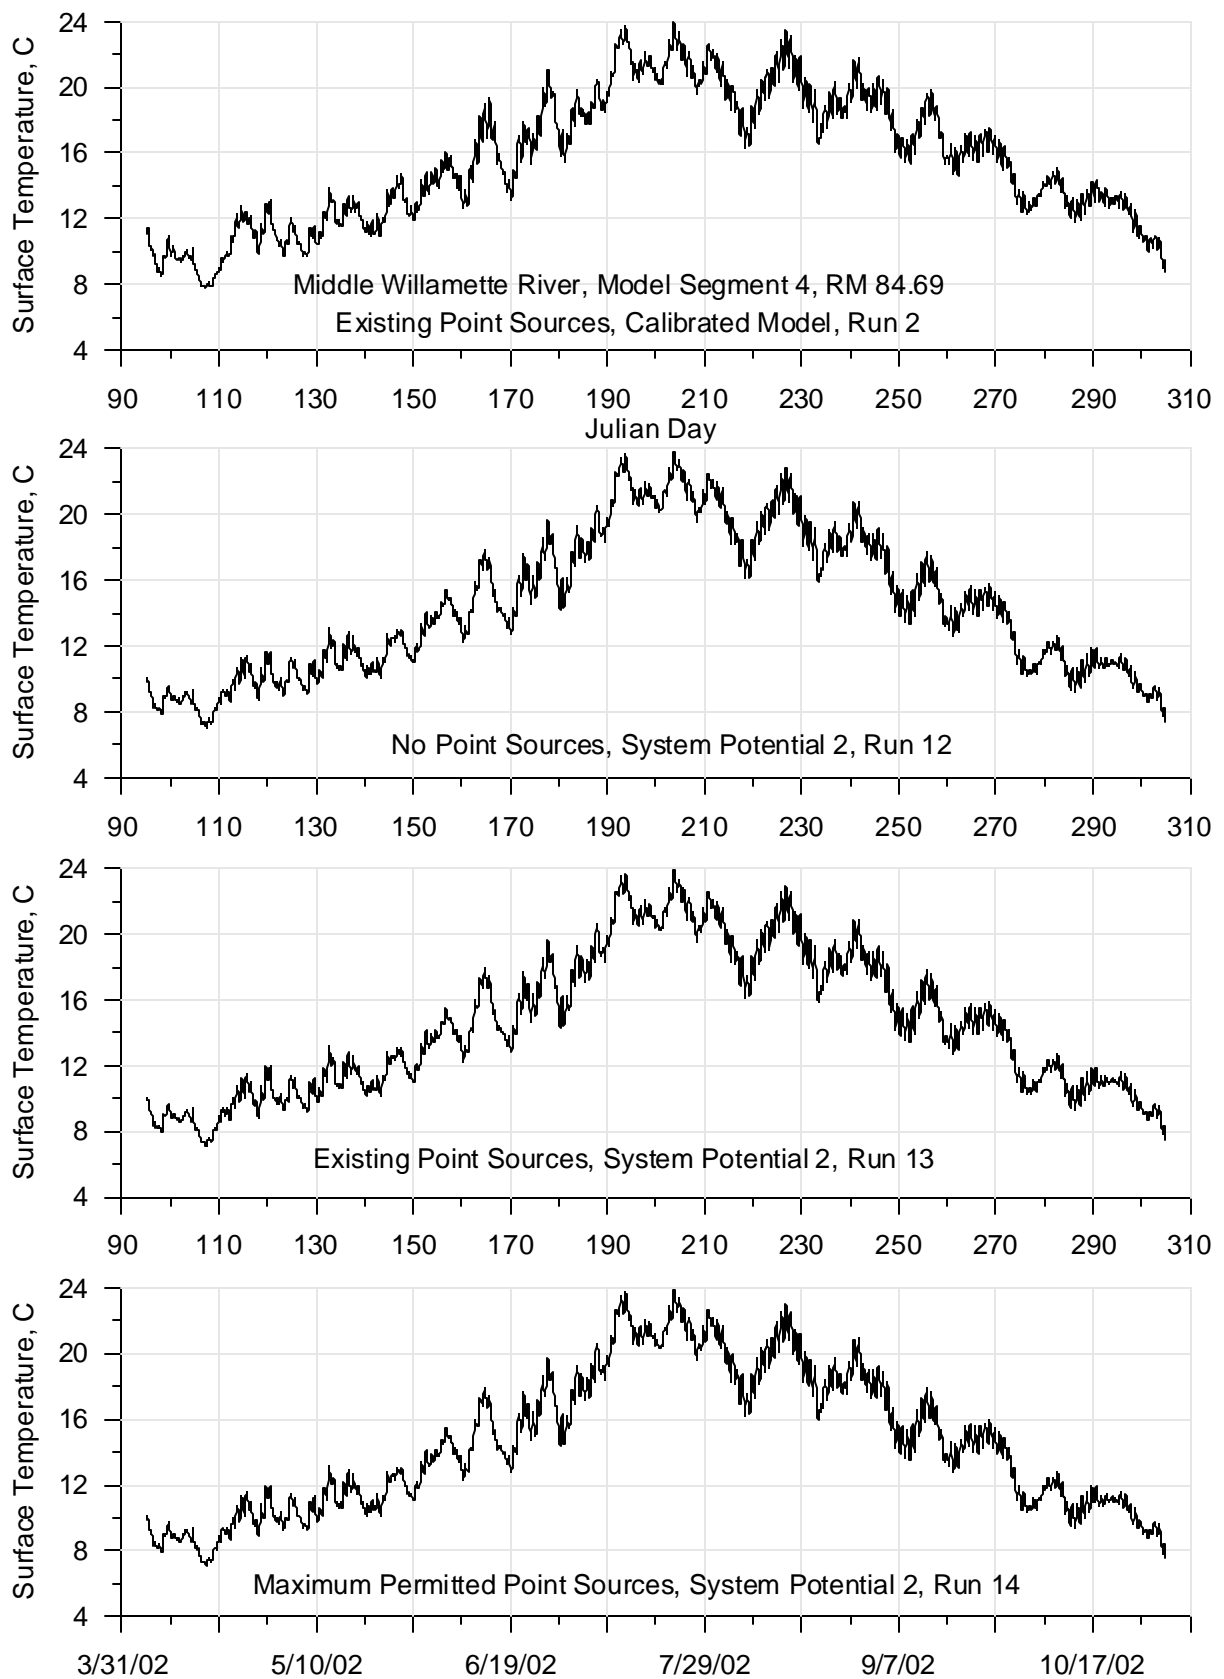 24
20
16
12
8
4
Surface Temperature, C
Middle Willamette River, Model Segment 4, RM 84.69
Existing Point Sources, Calibrated Model, Run 2
90 110 130 150 170 190 210 230 250 270 290 310
Julian Day
24
20
16
12
8
4
Surface Temperature, C
No Point Sources, System Potential 2, Run 12
90 110 130 150 170 190 210 230 250 270 290 310
24
20
16
12
8
4
Surface Temperature, C
Existing Point Sources, System Potential 2, Run 13
90 110 130 150 170 190 210 230 250 270 290 310
24
20
16
12
8
4
Surface Temperature, C
Maximum Permitted Point Sources, System Potential 2, Run 14
3/31/02 5/10/02 6/19/02 7/29/02 9/7/02 10/17/02